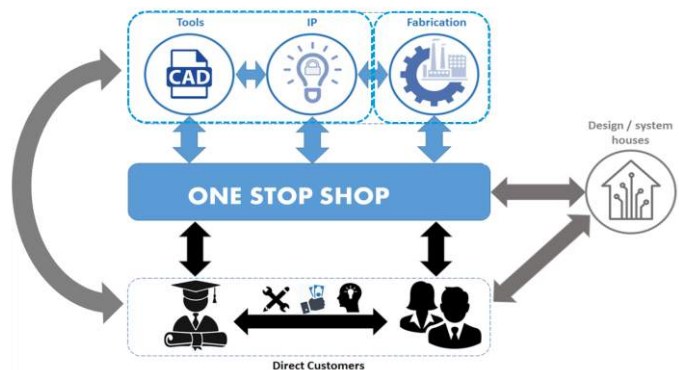 Tools
IP
Fabrication
CAD
Design / system
houses
ONE STOP SHOP
Direct Customers